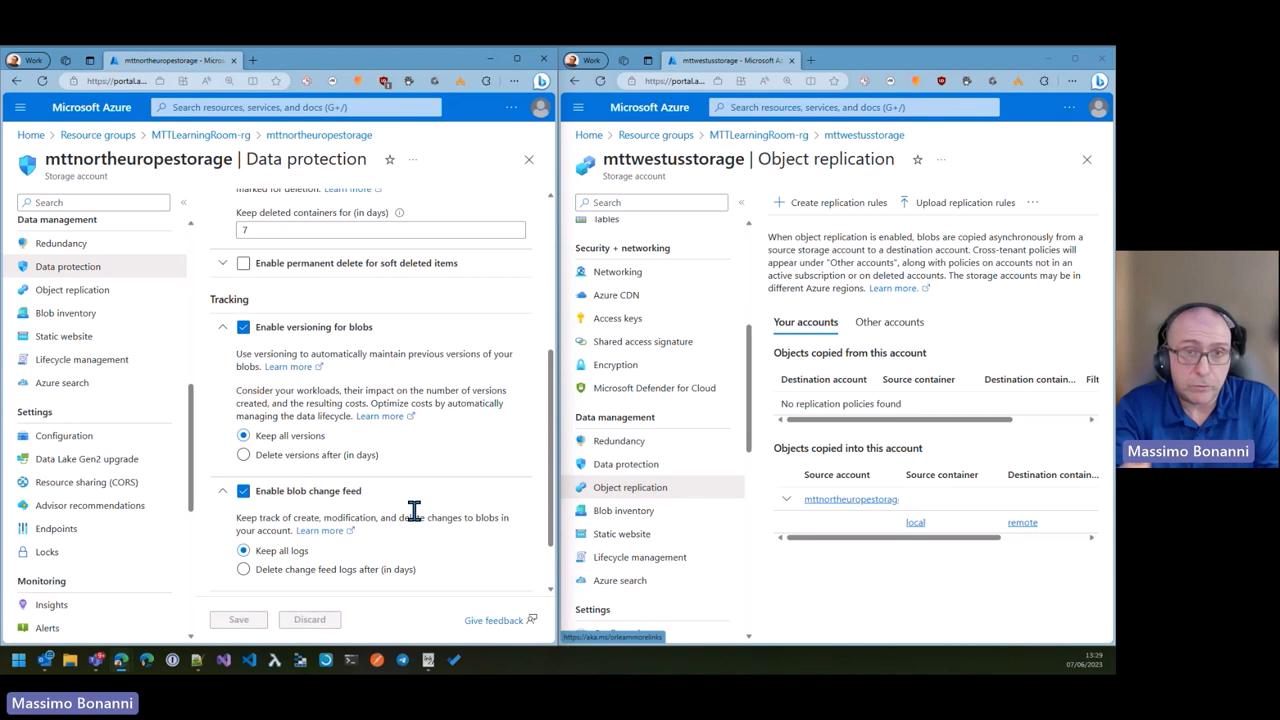 Work
mttnortheuropestorage - Micros
https://portal.a
Microsoft Azure
Search resources, services, and docs (G+/)
Home > Resource groups > MTTLearningRoom-rg > mttnortheuropestorage
mttnortheuropestorage | Data protection
Storage account
Search
Data management
Redundancy
Data protection
Object replication
Blob inventory
Static website
Lifecycle management
Azure search
Settings
Configuration
Data Lake Gen2 upgrade
Resource sharing (CORS)
Advisor recommendations
Endpoints
Locks
Monitoring
Insights
Alerts
marked for deletion. Learn more
Keep deleted containers for (in days)
7
Enable permanent delete for soft deleted items
Tracking
Enable versioning for blobs
Use versioning to automatically maintain previous versions of your
blobs. Learn more
Consider your workloads, their impact on the number of versions
created, and the resulting costs. Optimize costs by automatically
managing the data lifecycle. Learn more
Keep all versions
Delete versions after (in days)
Enable blob change feed
Keep track of create, modification, and delete changes to blobs in
your account. Learn more
Keep all logs
Delete change feed logs after (in days)
Save
Discard
Give feedback
Work
mttwestusstorage - Microsoft Az
https://portal.a
Microsoft Azure
Search resources, services, and docs (G+/)
Home > Resource groups > MTTLearningRoom-rg > mttwestusstorage
mttwestusstorage | Object replication
Storage account
Search
Tables
Security + networking
Networking
Azure CDN
Access keys
Shared access signature
Encryption
Microsoft Defender for Cloud
Data management
Redundancy
Data protection
Object replication
Blob inventory
Static website
Lifecycle management
Azure search
Settings
https://aka.ms/orlearnmorelinks
Create replication rules
Upload replication rules
When object replication is enabled, blobs are copied asynchronously from a
source storage account to a destination account. Cross-tenant policies will
appear under "Other accounts", along with policies on accounts not in an
active subscription or on deleted accounts. The storage accounts may be in
different Azure regions. Learn more.
Your accounts
Other accounts
Objects copied from this account
Destination account Source container Destination contain... Filt
No replication policies found
Objects copied into this account
Source account Source container Destination contain
mttnortheuropestorag
local remote
13:29
07/06/2023
Massimo Bonanni
Massimo Bonanni